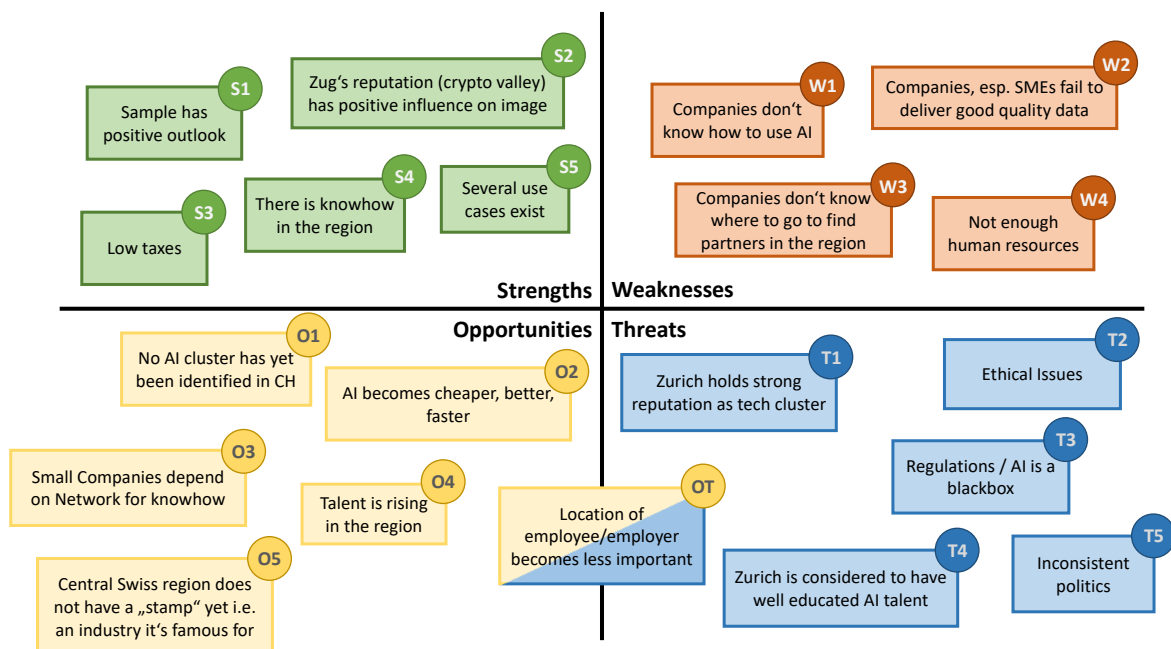 S1
Sample has
positive outlook
S2
Zug‘s reputation (crypto valley)
has positive influence on image
S3
Low taxes
S4
There is knowhow
in the region
S5
Several use
cases exist
Strengths
W1
Companies don‘t
know how to use AI
W2
Companies, esp. SMEs fail to
deliver good quality data
W3
Companies don‘t know
where to go to find
partners in the region
W4
Not enough
human resources
Weaknesses
Opportunities
O1
No AI cluster has yet
been identified in CH
O2
AI becomes cheaper, better,
faster
O3
Small Companies depend
on Network for knowhow
O4
Talent is rising
in the region
O5
Central Swiss region does
not have a „stamp“ yet i.e.
an industry it‘s famous for
OT
Location of
employee/employer
becomes less important
Threats
T1
Zurich holds strong
reputation as tech cluster
T2
Ethical Issues
T3
Regulations / AI is a
blackbox
T4
Zurich is considered to have
well educated AI talent
T5
Inconsistent
politics